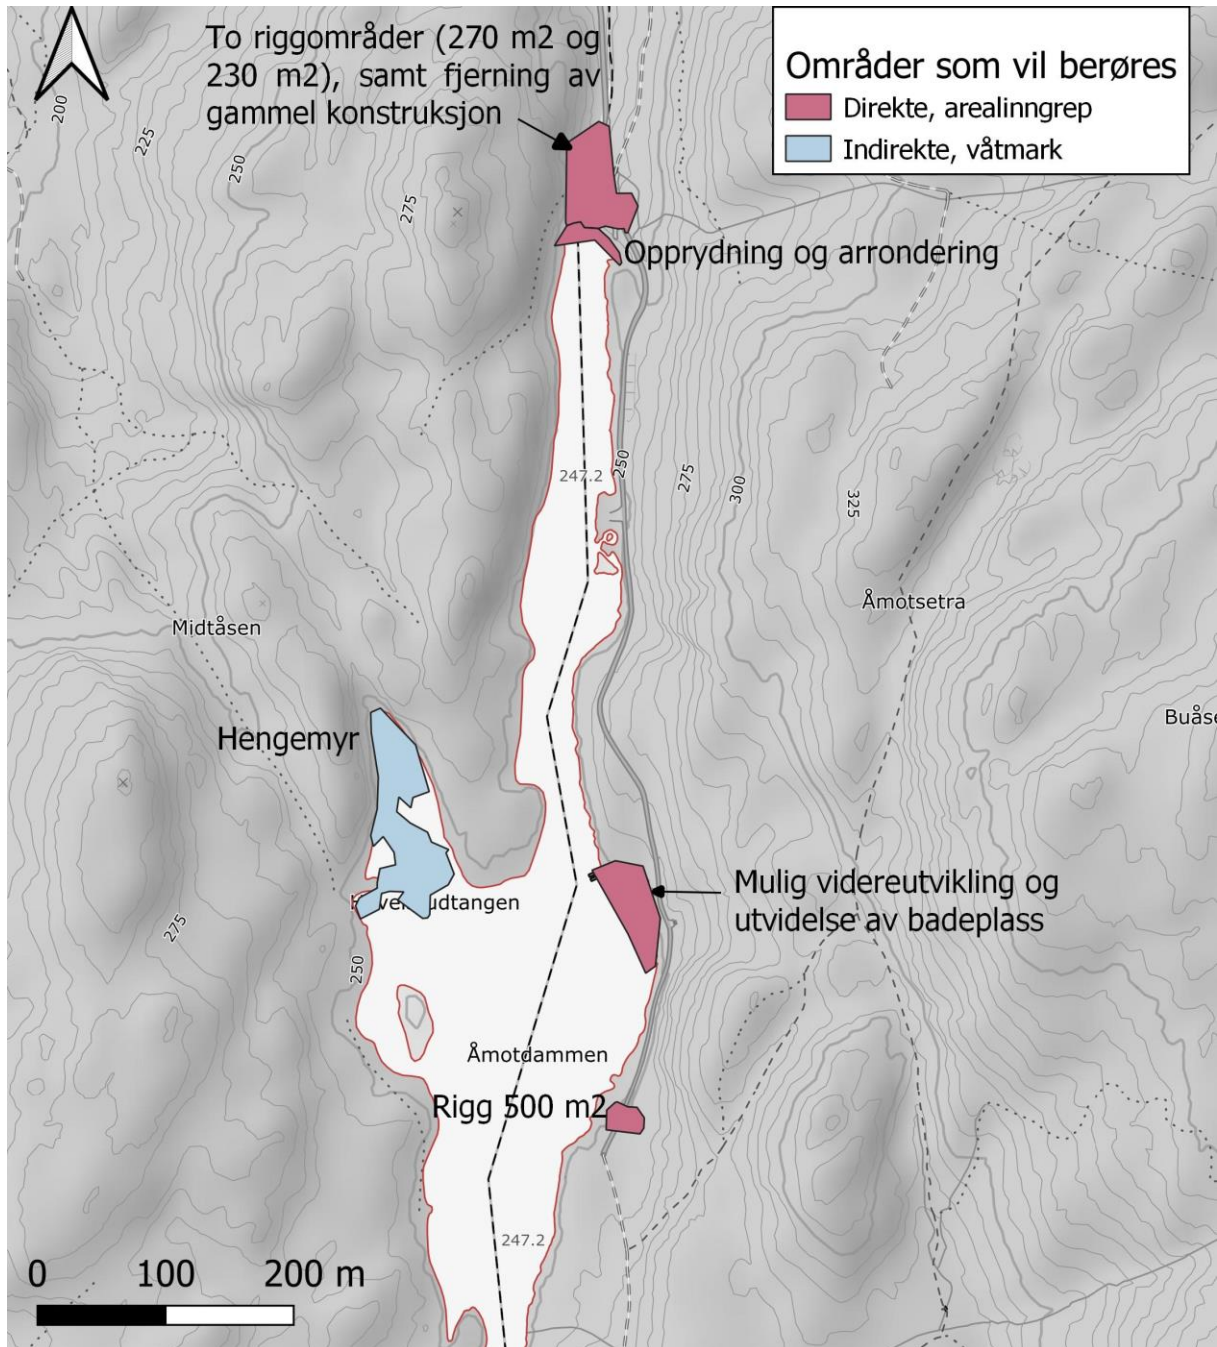 To riggområder (270 m2 og
230 m2), samt fjerning av
gammel konstruksjon
Områder som vil berøres
Direkte, arealinngrep
Indirekte, våtmark
200
225
250
275
Opprydning og arrondering
247.2
250
275
300
325
Åmotsetra
Midtåsen
Buåse
Hengemyr
Mulig videreutvikling og
utvidelse av badeplass
275
250
Åmotdammen
Rigg 500 m2
247.2
0 100 200 m